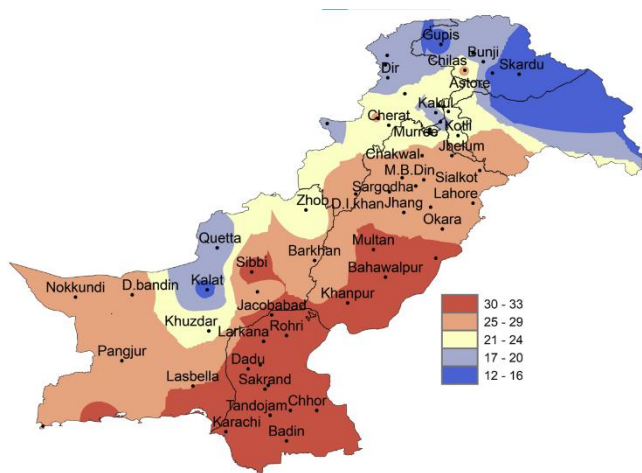 Gupis
Bunji
Chilas
Skardu
Dir
Astore
Kakul
Cherat
Murree
Kotli
Jhelum
Chakwal
M.B.Din
Sialkot
Sargodha
Lahore
D.I.khan
Jhang
Zhob
Okara
Quetta
Multan
Barkhan
Sibbi
Bahawalpur
Kalat
D.bandin
Nokkundi
Khanpur
Jacobabad
Khuzdar
Larkana
Rohri
Pangjur
Dadu
Lasbella
Sakrand
Tandojam
Chhor
Karachi
Badin
30 - 33
25 - 29
21 - 24
17 - 20
12 - 16